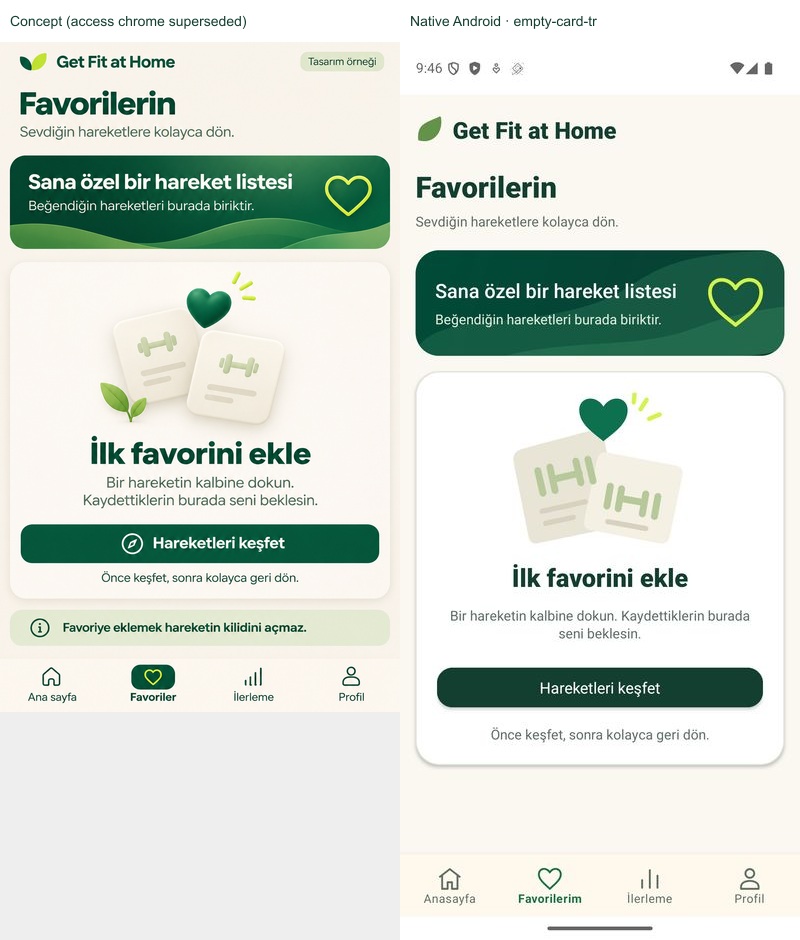 Concept (access chrome superseded)
Get Fit at Home
Tasarım örneği
Favorilerin
Sevdiğin hareketlere kolayca dön.
Sana özel bir hareket listesi
Beğendiğin hareketleri burada biriktir.
İlk favorini ekle
Bir hareketin kalbine dokun.
Kaydettiklerin burada seni beklesin.
Hareketleri keşfet
Önce keşfet, sonra kolayca geri dön.
Favoriye eklemek hareketin kilidini açmaz.
Ana sayfa
Favoriler
İlerleme
Profil
Native Android · empty-card-tr
9:46
Get Fit at Home
Favorilerin
Sevdiğin hareketlere kolayca dön.
Sana özel bir hareket listesi
Beğendiğin hareketleri burada biriktir.
İlk favorini ekle
Bir hareketin kalbine dokun. Kaydettiklerin burada
seni beklesin.
Hareketleri keşfet
Önce keşfet, sonra kolayca geri dön.
Anasayfa
Favorilerim
İlerleme
Profil